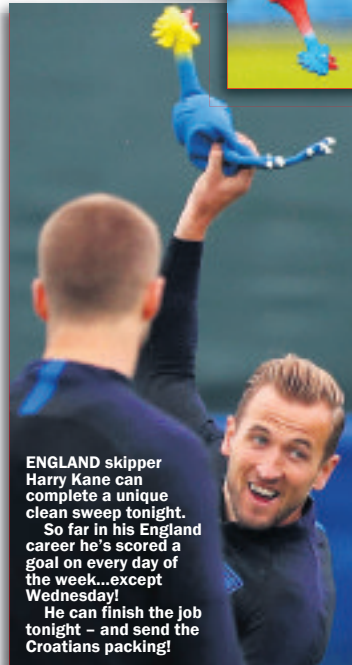 ENGLAND skipper
Harry Kane can
complete a unique
clean sweep tonight.
So far in his England
career he’s scored a
goal on every day of
the week...except
Wednesday!
He can finish the job
tonight – and send the
Croatians packing!